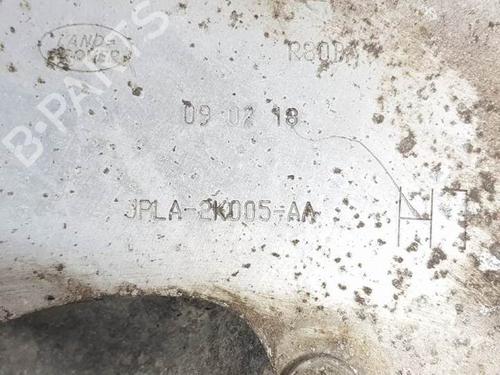 LAND-
ROVER
09 02 18
JPLA-2K005-AA
H
B-PARTS